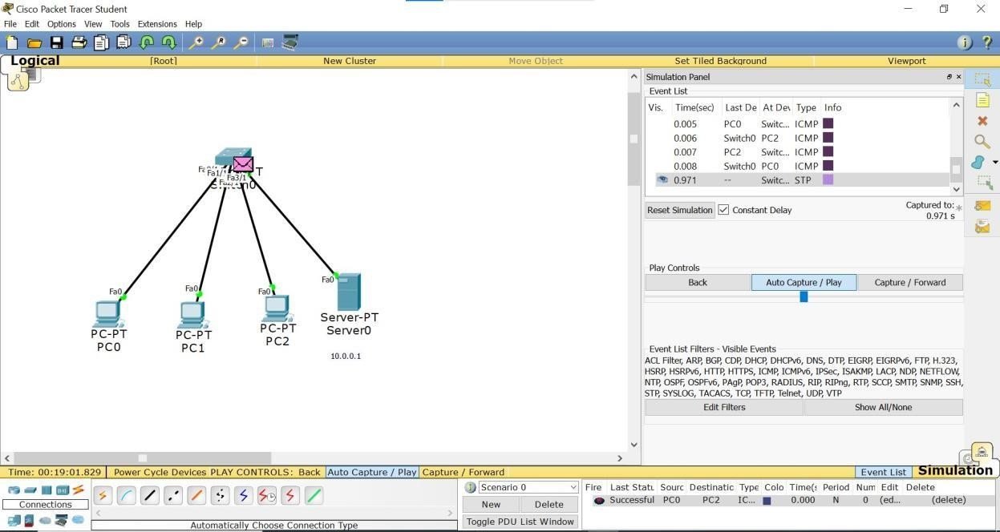 Cisco Packet Tracer Student
File Edit Options View Tools Extensions Help
Logical [Root] New Cluster Move Object Set Tiled Background Viewport
Simulation Panel
Event List
Vis. Time(sec) Last De At Dev Type Info
0.005 PC0 Switc... ICMP
0.006 Switch0 PC2 ICMP
0.007 PC2 Switc... ICMP
0.008 Switch0 PC0 ICMP
0.971 -- Switc... STP
Reset Simulation Constant Delay Captured to: *
0.971 s
Fa1/1
Fa3/1
Fa0
Fa0
Fa0
Fa0
PC-PT
PC0
PC-PT
PC1
PC-PT
PC2
Server-PT
Server0
10.0.0.1
Play Controls
Back Auto Capture / Play Capture / Forward
Event List Filters - Visible Events
ACL Filter, ARP, BGP, CDP, DHCP, DHCPv6, DNS, DTP, EIGRP, EIGRPv6, FTP, H.323,
HSRP, HSRPv6, HTTP, HTTPS, ICMP, ICMPv6, IPSec, ISAKMP, LACP, NDP, NETFLOW,
NTP, OSPF, OSPFv6, PAgP, POP3, RADIUS, RIP, RIPng, RTP, SCCP, SMTP, SNMP, SSH,
STP, SYSLOG, TACACS, TCP, TFTP, Telnet, UDP, VTP
Edit Filters Show All/None
Time: 00:19:01.829 Power Cycle Devices PLAY CONTROLS: Back Auto Capture / Play Capture / Forward Event List Simulation
Connections
Automatically Choose Connection Type
Scenario 0
New Delete
Toggle PDU List Window
Fire Last Statu Sourc Destinatic Type Colo Time(s Period Num Edit Delete
Successful PC0 PC2 IC... 0.000 N 0 (ed... (delete)